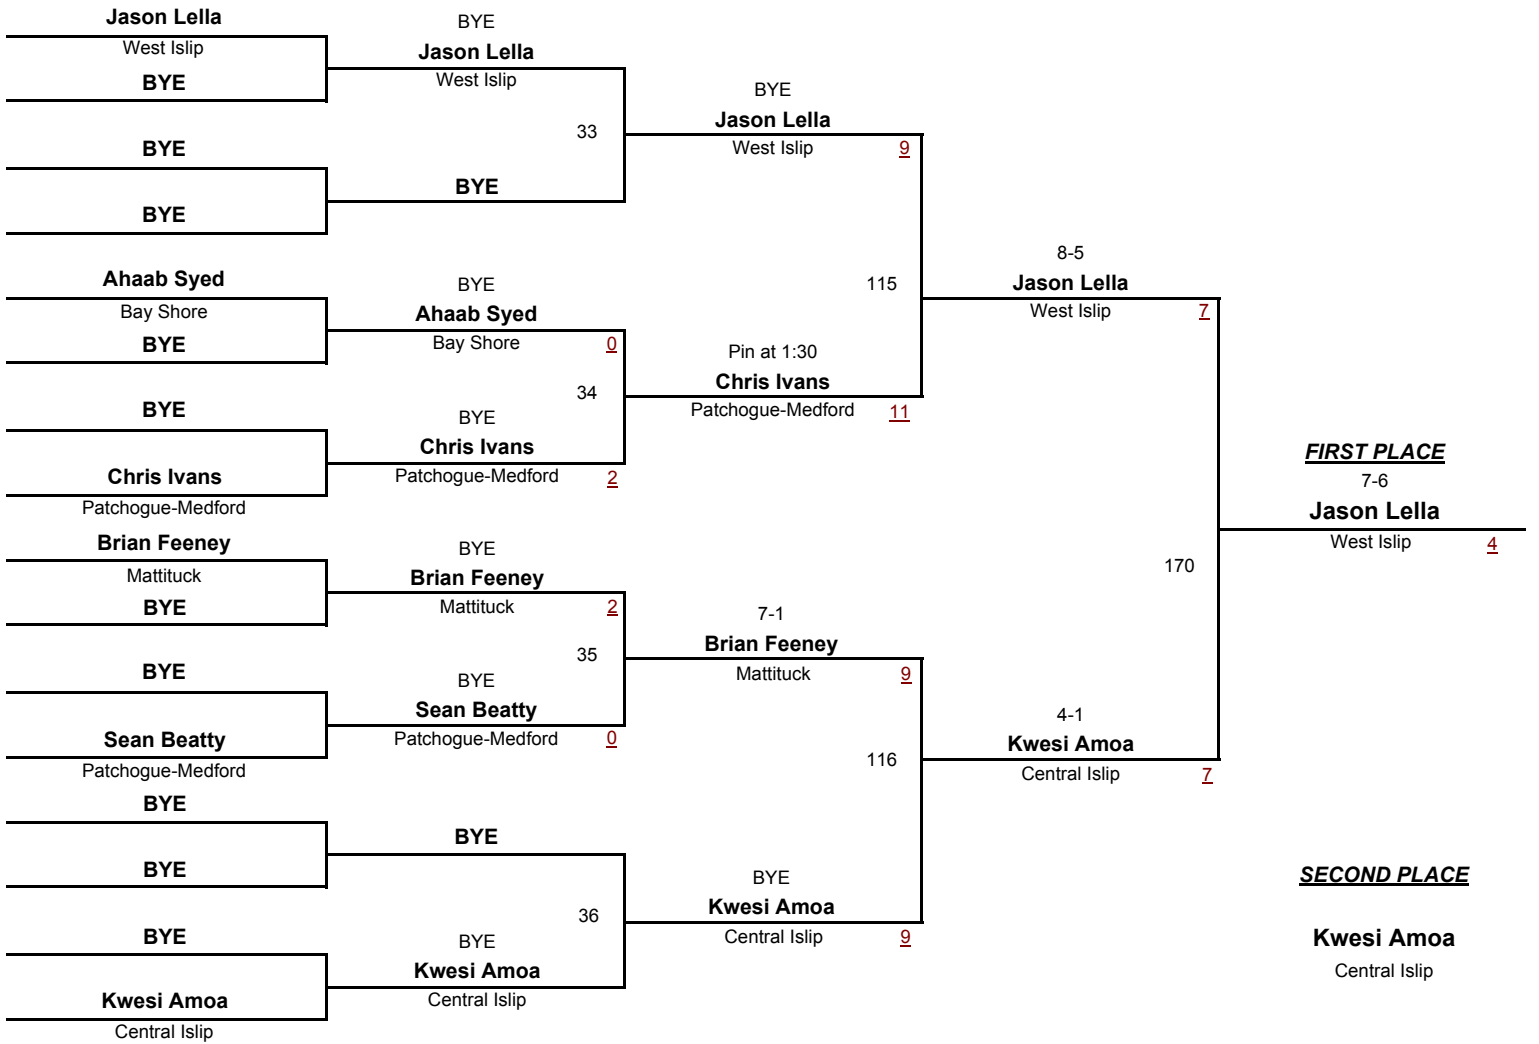 Jason Lella
West Islip
BYE
BYE
BYE
Ahaab Syed
Bay Shore
BYE
BYE
Chris Ivans
Patchogue-Medford
Brian Feeney
Mattituck
BYE
BYE
Sean Beatty
Patchogue-Medford
BYE
BYE
BYE
Kwesi Amoa
Central Islip
BYE
Jason Lella
West Islip
33
BYE
BYE
Ahaab Syed
Bay Shore 0
34
BYE
Chris Ivans
Patchogue-Medford 2
BYE
Brian Feeney
Mattituck 2
35
BYE
Sean Beatty
Patchogue-Medford 0
BYE
36
BYE
Kwesi Amoa
Central Islip
BYE
Jason Lella
West Islip 9
115
Pin at 1:30
Chris Ivans
Patchogue-Medford 11
7-1
Brian Feeney
Mattituck 9
116
BYE
Kwesi Amoa
Central Islip 9
8-5
Jason Lella
West Islip 7
170
4-1
Kwesi Amoa
Central Islip 7
FIRST PLACE
7-6
Jason Lella
West Islip 4
SECOND PLACE
Kwesi Amoa
Central Islip